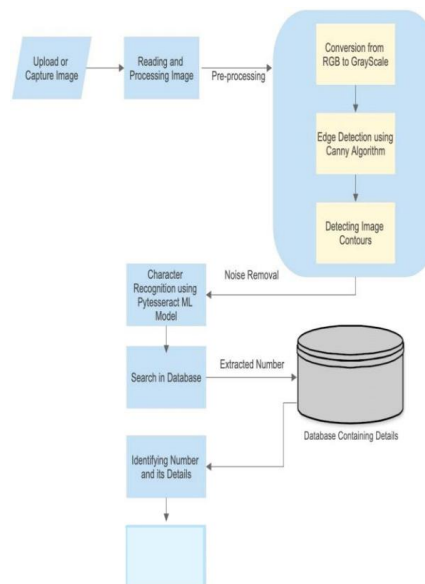 Upload or
Capture Image
Reading and
Processing Image
Pre-processing
Conversion from
RGB to GrayScale
Edge Detection using
Canny Algorithm
Detecting Image
Contours
Noise Removal
Character
Recognition using
Pytesseract ML
Model
Search in Database
Extracted Number
Database Containing Details
Identifying Number
and its Details